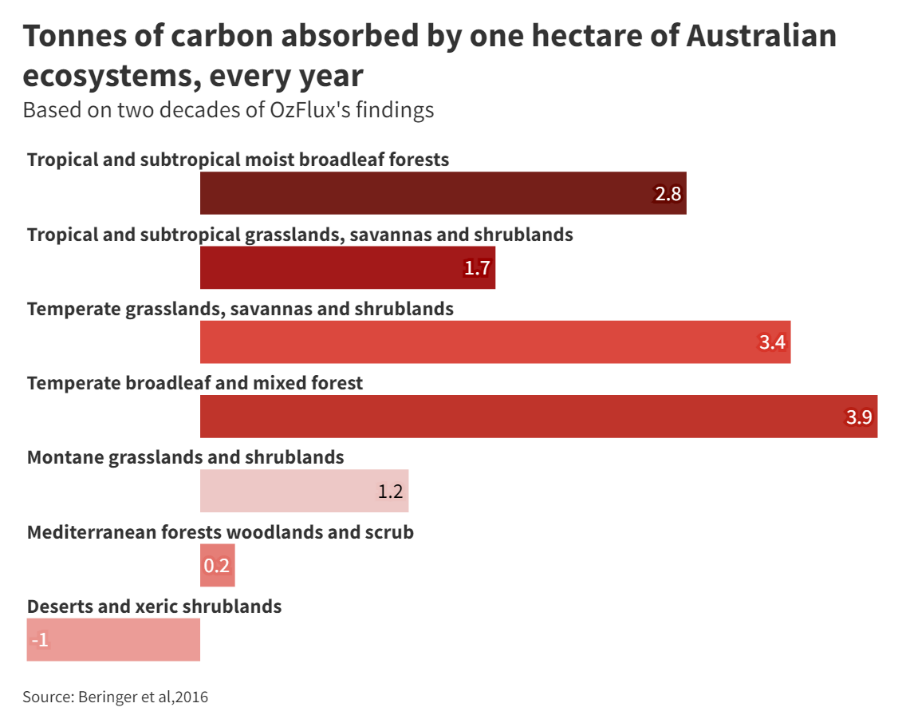 Tonnes of carbon absorbed by one hectare of Australian
ecosystems, every year
Based on two decades of OzFlux's findings
Tropical and subtropical moist broadleaf forests
2.8
Tropical and subtropical grasslands, savannas and shrublands
1.7
Temperate grasslands, savannas and shrublands
3.4
Temperate broadleaf and mixed forest
3.9
Montane grasslands and shrublands
1.2
Mediterranean forests woodlands and scrub
0.2
Deserts and xeric shrublands
-1
Source: Beringer et al,2016